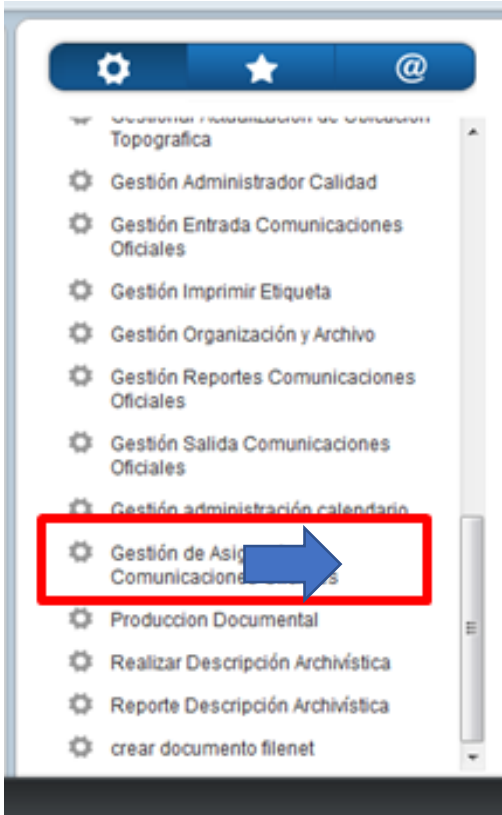 @
Topografica
Gestión Administrador Calidad
Gestión Entrada Comunicaciones
Oficiales
Gestión Imprimir Etiqueta
Gestión Organización y Archivo
Gestión Reportes Comunicaciones
Oficiales
Gestión Salida Comunicaciones
Oficiales
Gestión administración calendario
Gestión de
Produccion Documental
Realizar Descripción Archivística
Reporte Descripción Archivística
crear documento filenet